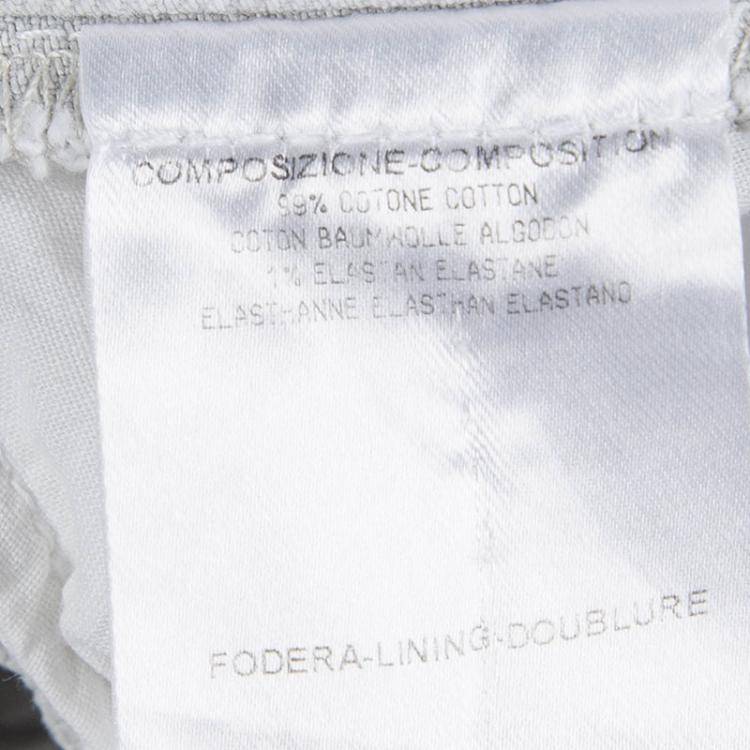 COMPOSIZIONE-COMPOSITION
99% COTONE COTTON
COTON BAUMWOLLE ALGODON
1% ELASTAN ELASTANE
ELASTHANNE ELASTHAN ELASTANO
FODERA-LINING-DOUBLURE